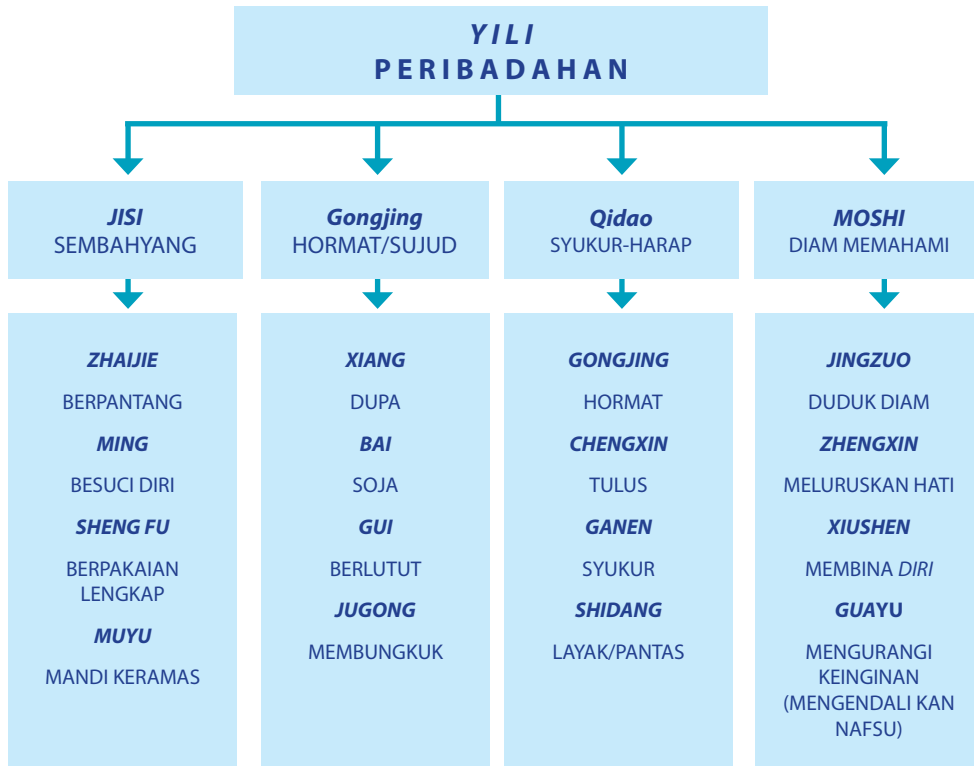 YILI
PERIBADAHAN
JISI
SEMBAHYANG
Gongjing
HORMAT/SUJUD
Qidao
SYUKUR-HARAP
MOSHI
DIAM MEMAHAMI
ZHAIJIE
BERPANTANG
MING
BESUCI DIRI
SHENG FU
BERPAKAIAN
LENGKAP
MUYU
MANDI KERAMAS
XIANG
DUPA
BAI
SOJA
GUI
BERLUTUT
JUGONG
MEMBUNGKUK
GONGJING
HORMAT
CHENGXIN
TULUS
GANEN
SYUKUR
SHIDANG
LAYAK/PANTAS
JINGZUO
DUDUK DIAM
ZHENGXIN
MELURUSKAN HATI
XIUSHEN
MEMBINA DIRI
GUAYU
MENGURANGI
KEINGINAN
(MENGENDALI KAN
NAFSU)